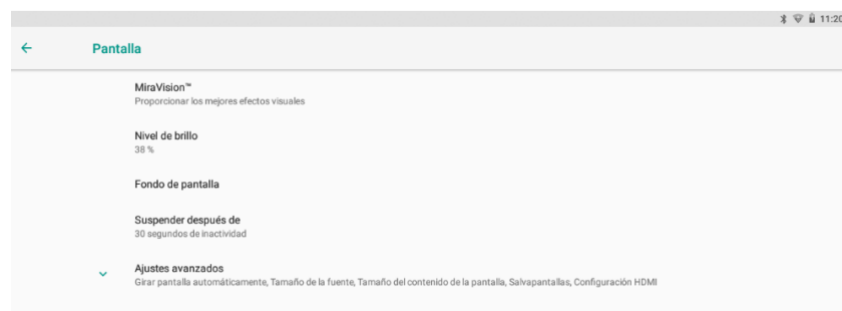 11:20
Pantalla
MiraVision™
Proporcionar los mejores efectos visuales
Nivel de brillo
38 %
Fondo de pantalla
Suspender después de
30 segundos de inactividad
Ajustes avanzados
Girar pantalla automáticamente, Tamaño de la fuente, Tamaño del contenido de la pantalla, Salvapantallas, Configuración HDMI